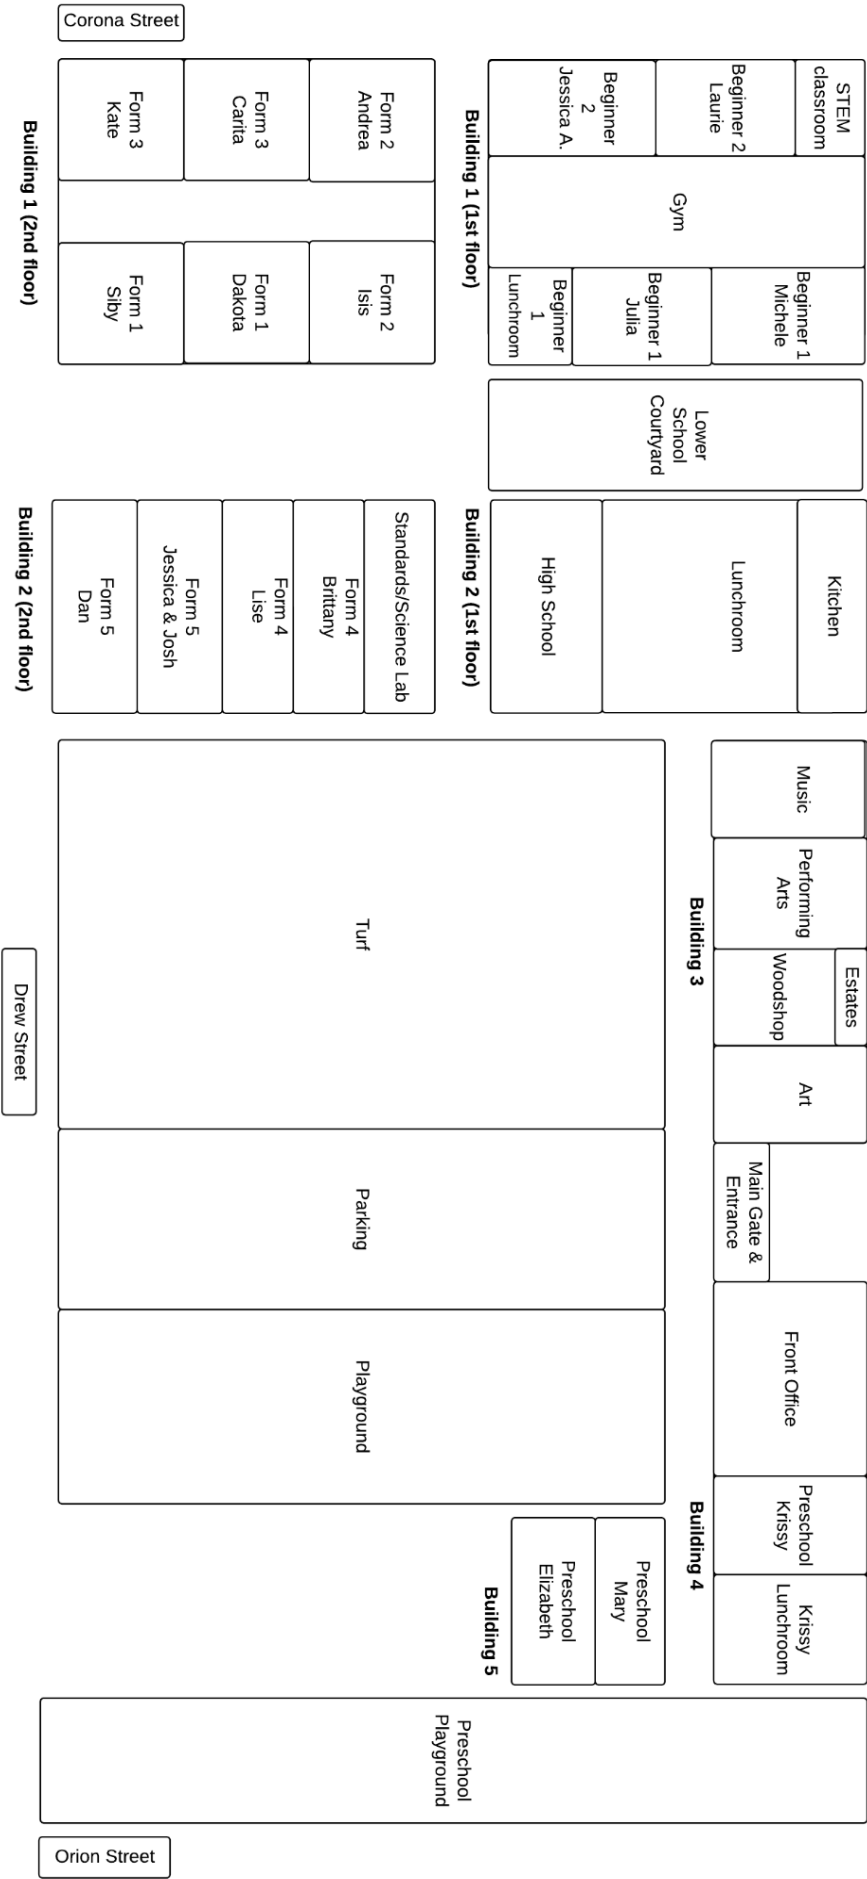 Corona Street
STEM
classroom
Beginner 2
Laurie
Beginner
2
Jessica A.
Gym
Beginner 1
Michele
Beginner 1
Julia
Beginner
1
Lunchroom
Building 1 (1st floor)
Form 2
Andrea
Form 3
Carita
Form 3
Kate
Form 2
Isis
Form 1
Dakota
Form 1
Siby
Building 1 (2nd floor)
Lower
School
Courtyard
Kitchen
Lunchroom
High School
Building 2 (1st floor)
Standards/Science Lab
Form 4
Brittany
Form 4
Lise
Form 5
Jessica & Josh
Form 5
Dan
Building 2 (2nd floor)
Music
Performing
Arts
Estates
Woodshop
Art
Building 3
Main Gate &
Entrance
Front Office
Preschool
Krissy
Krissy
Lunchroom
Building 4
Turf
Parking
Playground
Drew Street
Preschool
Mary
Preschool
Elizabeth
Building 5
Preschool
Playground
Orion Street